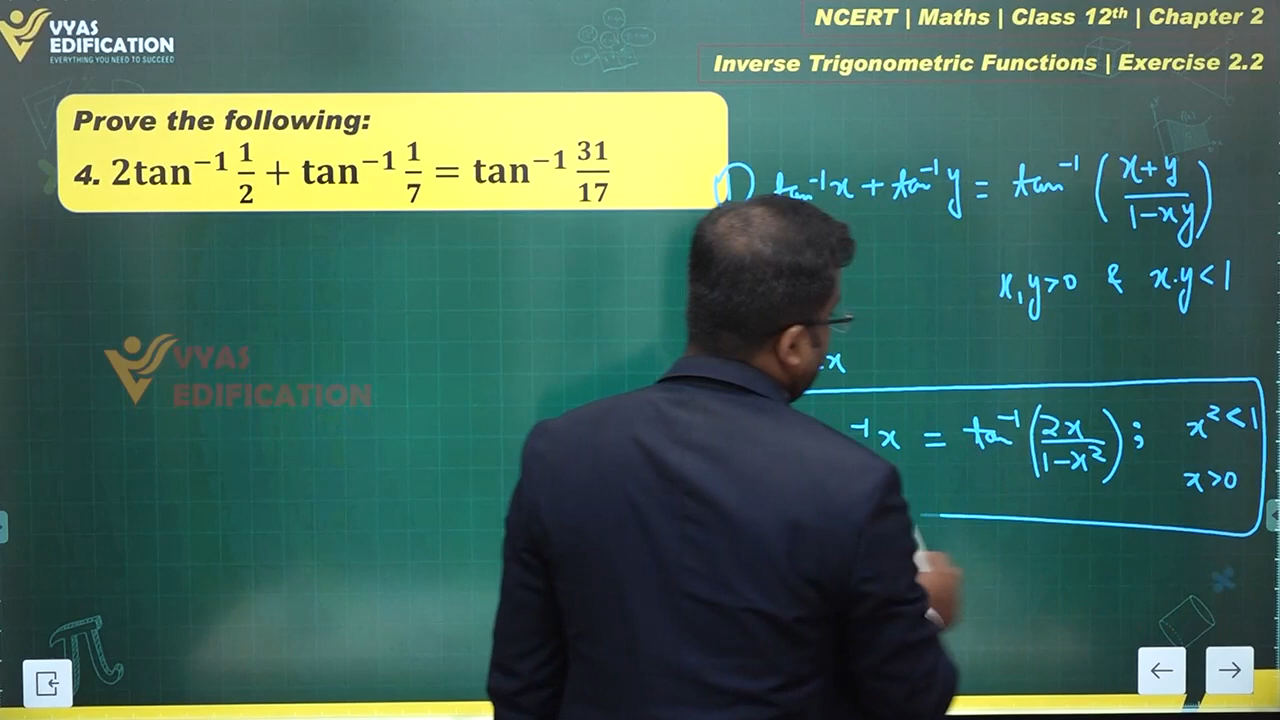 VYAS
EDIFICATION
EVERYTHING YOU NEED TO SUCCEED
NCERT | Maths | Class 12ᵗʰ | Chapter 2
Inverse Trigonometric Functions | Exercise 2.2
Prove the following:
4. 2tan⁻¹ 1/2 + tan⁻¹ 1/7 = tan⁻¹ 31/17
① tan⁻¹x + tan⁻¹y = tan⁻¹ ((x+y)/(1-xy))
x,y>0 & x.y<1
.x
⁻¹x = tan⁻¹ (2x/(1-x²)); x²<1
x>0
VYAS
EDIFICATION
π